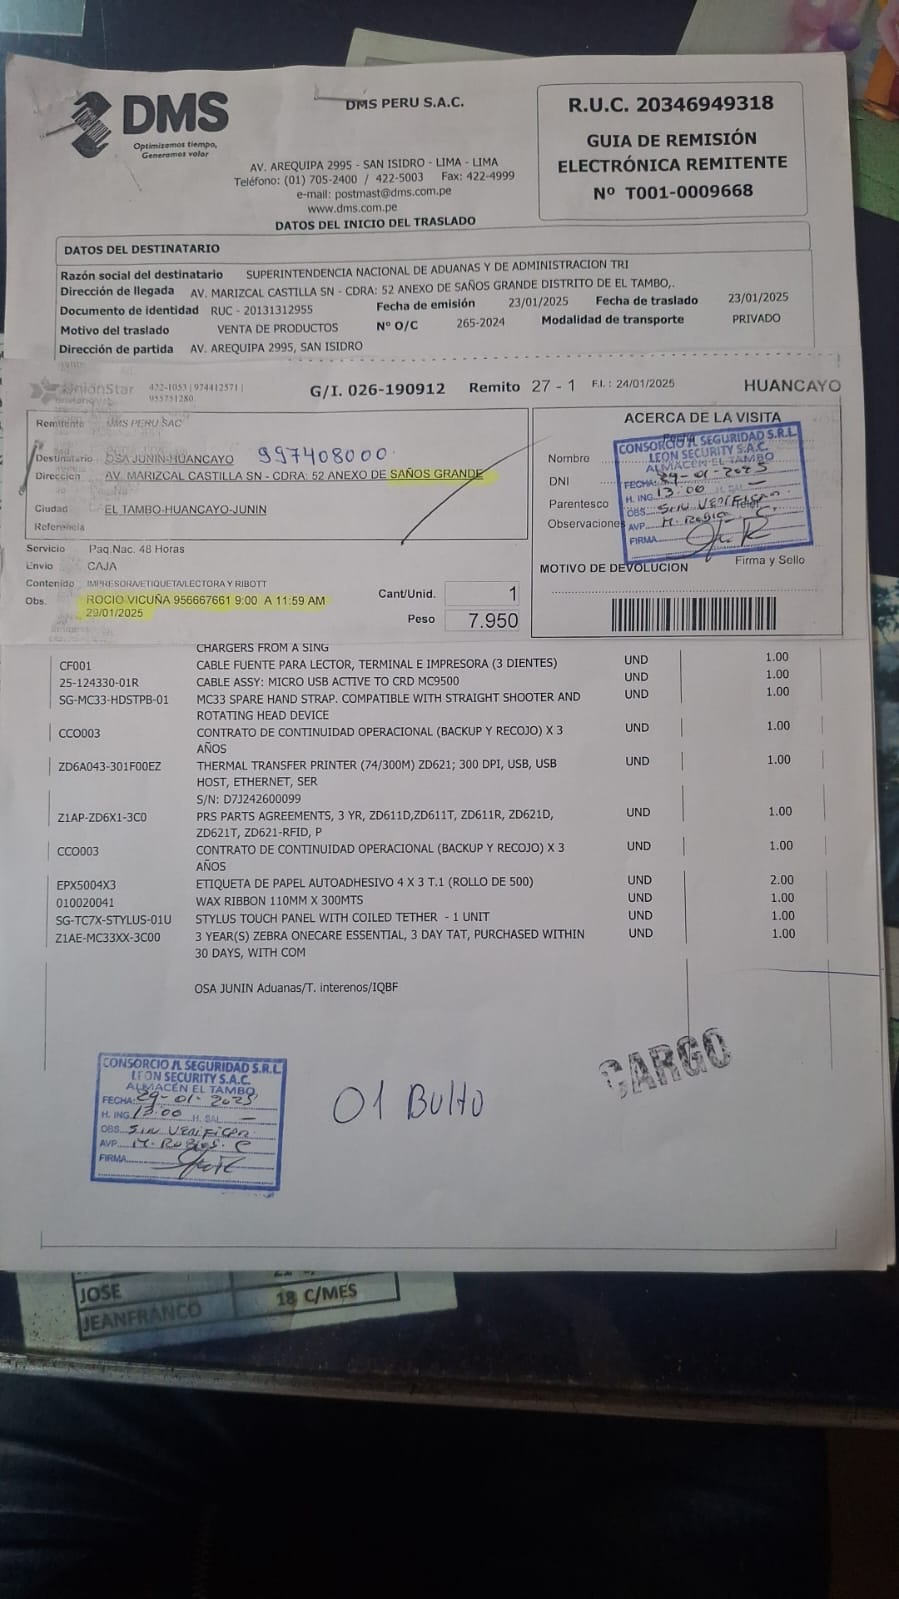 DMS
Optimizamos tiempo,
Generamos valor
DMS PERU S.A.C.
AV. AREQUIPA 2995 - SAN ISIDRO - LIMA - LIMA
Teléfono: (01) 705-2400 / 422-5003 Fax: 422-4999
e-mail: postmast@dms.com.pe
www.dms.com.pe
R.U.C. 20346949318
GUIA DE REMISIÓN
ELECTRÓNICA REMITENTE
Nº T001-0009668
DATOS DEL INICIO DEL TRASLADO
DATOS DEL DESTINATARIO
Razón social del destinatario SUPERINTENDENCIA NACIONAL DE ADUANAS Y DE ADMINISTRACION TRI
Dirección de llegada AV. MARIZCAL CASTILLA SN - CDRA: 52 ANEXO DE SAÑOS GRANDE DISTRITO DE EL TAMBO,.
Documento de identidad RUC - 20131312955 Fecha de emisión 23/01/2025 Fecha de traslado 23/01/2025
Motivo del traslado VENTA DE PRODUCTOS Nº O/C 265-2024 Modalidad de transporte PRIVADO
Dirección de partida AV. AREQUIPA 2995, SAN ISIDRO
UnionStar 422-1053 | 974412571 |
955751280
G/I. 026-190912 Remito 27 - 1 F.I. : 24/01/2025 HUANCAYO
Remitente DMS PERU SAC
Destinatario OSA JUNIN-HUANCAYO 997408000
Direccion AV. MARIZCAL CASTILLA SN - CDRA: 52 ANEXO DE SAÑOS GRANDE
Ciudad EL TAMBO-HUANCAYO-JUNIN
Referencia
Servicio Paq.Nac. 48 Horas
Envio CAJA
Contenido IMPRESORA/ETIQUETA/LECTORA Y RIBOTT
Obs. ROCIO VICUÑA 956667661 9:00 A 11:59 AM
29/01/2025
Cant/Unid. 1
Peso 7.950
ACERCA DE LA VISITA
Nombre
DNI
Parentesco
Observaciones
CONSORCIO JL SEGURIDAD S.R.L.
LEON SECURITY S.A.C.
ALMACÉN EL TAMBO
FECHA: 29-01-2025
H. ING. 13:00
OBS. SIN VERIFICAR
AVP. M. ROBLES C.
FIRMA
Firma y Sello
MOTIVO DE DEVOLUCION
CHARGERS FROM A SING
CF001 CABLE FUENTE PARA LECTOR, TERMINAL E IMPRESORA (3 DIENTES) UND 1.00
25-124330-01R CABLE ASSY: MICRO USB ACTIVE TO CRD MC9500 UND 1.00
SG-MC33-HDSTPB-01 MC33 SPARE HAND STRAP. COMPATIBLE WITH STRAIGHT SHOOTER AND UND 1.00
ROTATING HEAD DEVICE
CCO003 CONTRATO DE CONTINUIDAD OPERACIONAL (BACKUP Y RECOJO) X 3 UND 1.00
AÑOS
ZD6A043-301F00EZ THERMAL TRANSFER PRINTER (74/300M) ZD621; 300 DPI, USB, USB UND 1.00
HOST, ETHERNET, SER
S/N: D7J242600099
Z1AP-ZD6X1-3C0 PRS PARTS AGREEMENTS, 3 YR, ZD611D,ZD611T, ZD611R, ZD621D, UND 1.00
ZD621T, ZD621-RFID, P
CCO003 CONTRATO DE CONTINUIDAD OPERACIONAL (BACKUP Y RECOJO) X 3 UND 1.00
AÑOS
EPX5004X3 ETIQUETA DE PAPEL AUTOADHESIVO 4 X 3 T.1 (ROLLO DE 500) UND 2.00
010020041 WAX RIBBON 110MM X 300MTS UND 1.00
SG-TC7X-STYLUS-01U STYLUS TOUCH PANEL WITH COILED TETHER - 1 UNIT UND 1.00
Z1AE-MC33XX-3C00 3 YEAR(S) ZEBRA ONECARE ESSENTIAL, 3 DAY TAT, PURCHASED WITHIN UND 1.00
30 DAYS, WITH COM
OSA JUNIN Aduanas/T. interenos/IQBF
CONSORCIO JL SEGURIDAD S.R.L.
LEON SECURITY S.A.C.
ALMACÉN EL TAMBO
FECHA: 29-01-2025
H. ING. 13:00 H. SAL. -
OBS. SIN VERIFICAR
AVP. M. ROBLES. C
FIRMA
01 BULTO
CARGO
JOSE
JEANFRANCO 18 C/MES